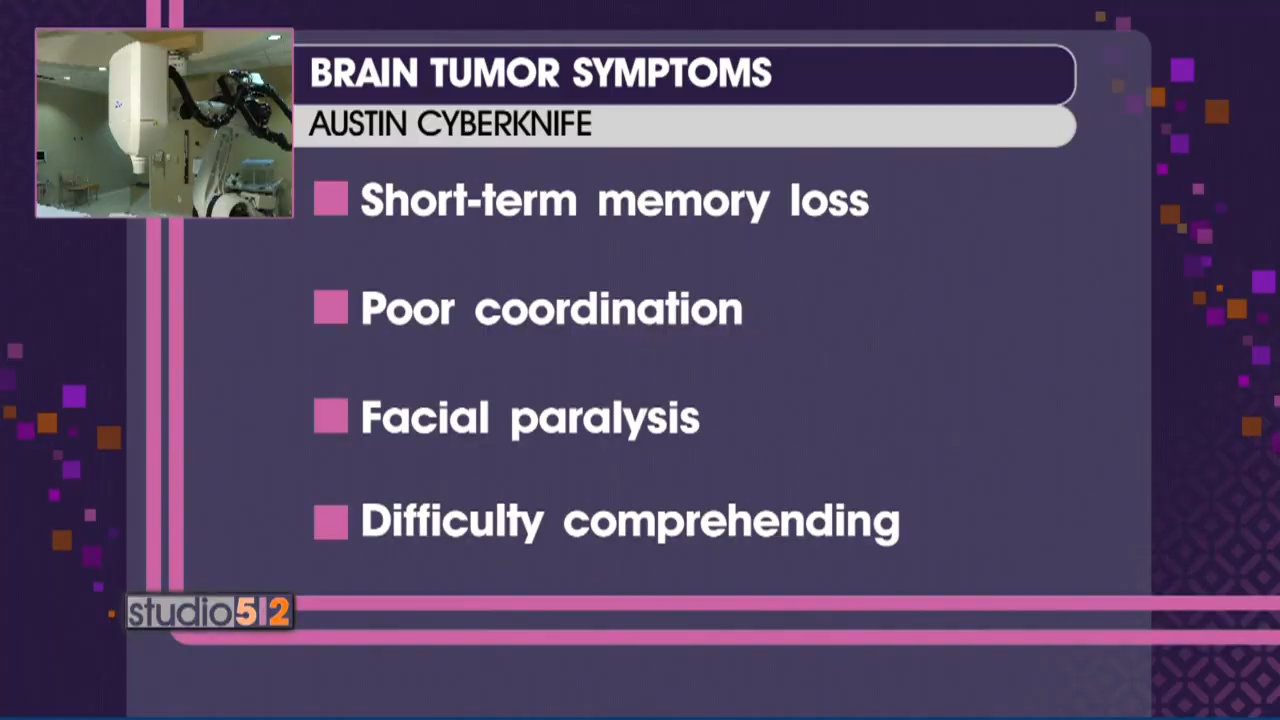 BRAIN TUMOR SYMPTOMS
AUSTIN CYBERKNIFE
Short-term memory loss
Poor coordination
Facial paralysis
Difficulty comprehending
studio512